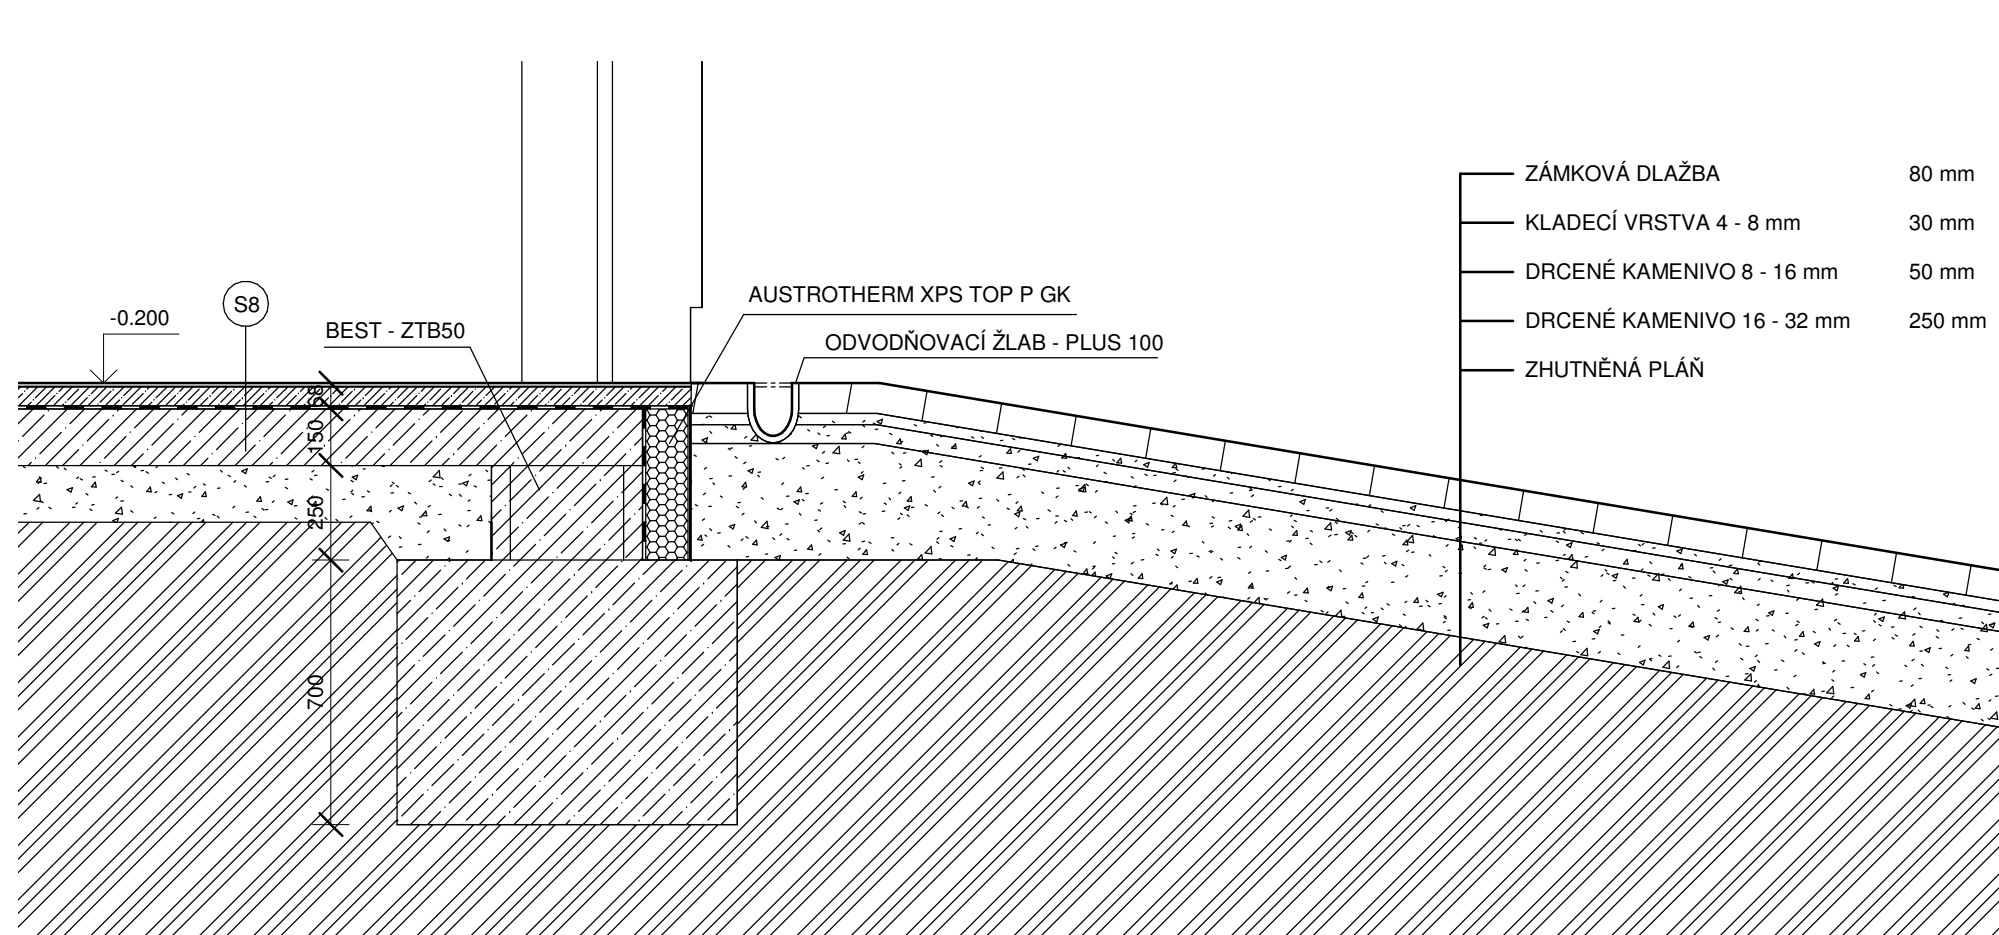 ZÁMKOVÁ DLAŽBA 80 mm
KLADECÍ VRSTVA 4 - 8 mm 30 mm
DRCENÉ KAMENIVO 8 - 16 mm 50 mm
DRCENÉ KAMENIVO 16 - 32 mm 250 mm
ZHUTNĚNÁ PLÁŇ
AUSTROTHERM XPS TOP P GK
ODVODŇOVACÍ ŽLAB - PLUS 100
BEST - ZTB50
S8
-0.200
68
150
250
700